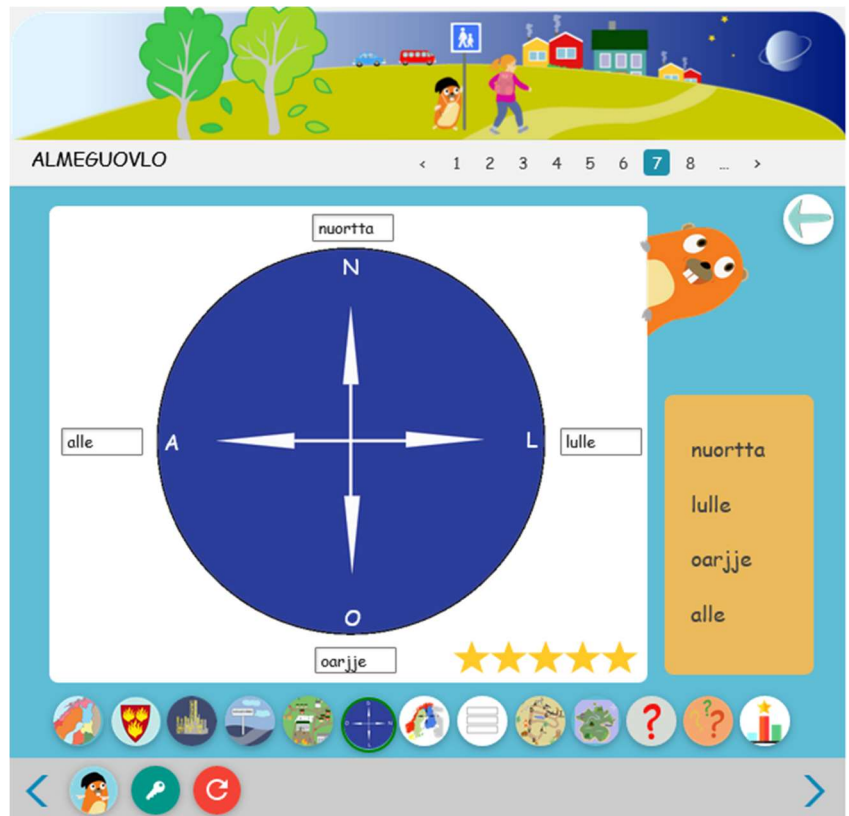 ALMEGUOVLO
‹ 1 2 3 4 5 6 7 8 ... ›
nuortta
N
alle
A
L
lulle
O
oarjje
nuortta
lulle
oarjje
alle
?
???